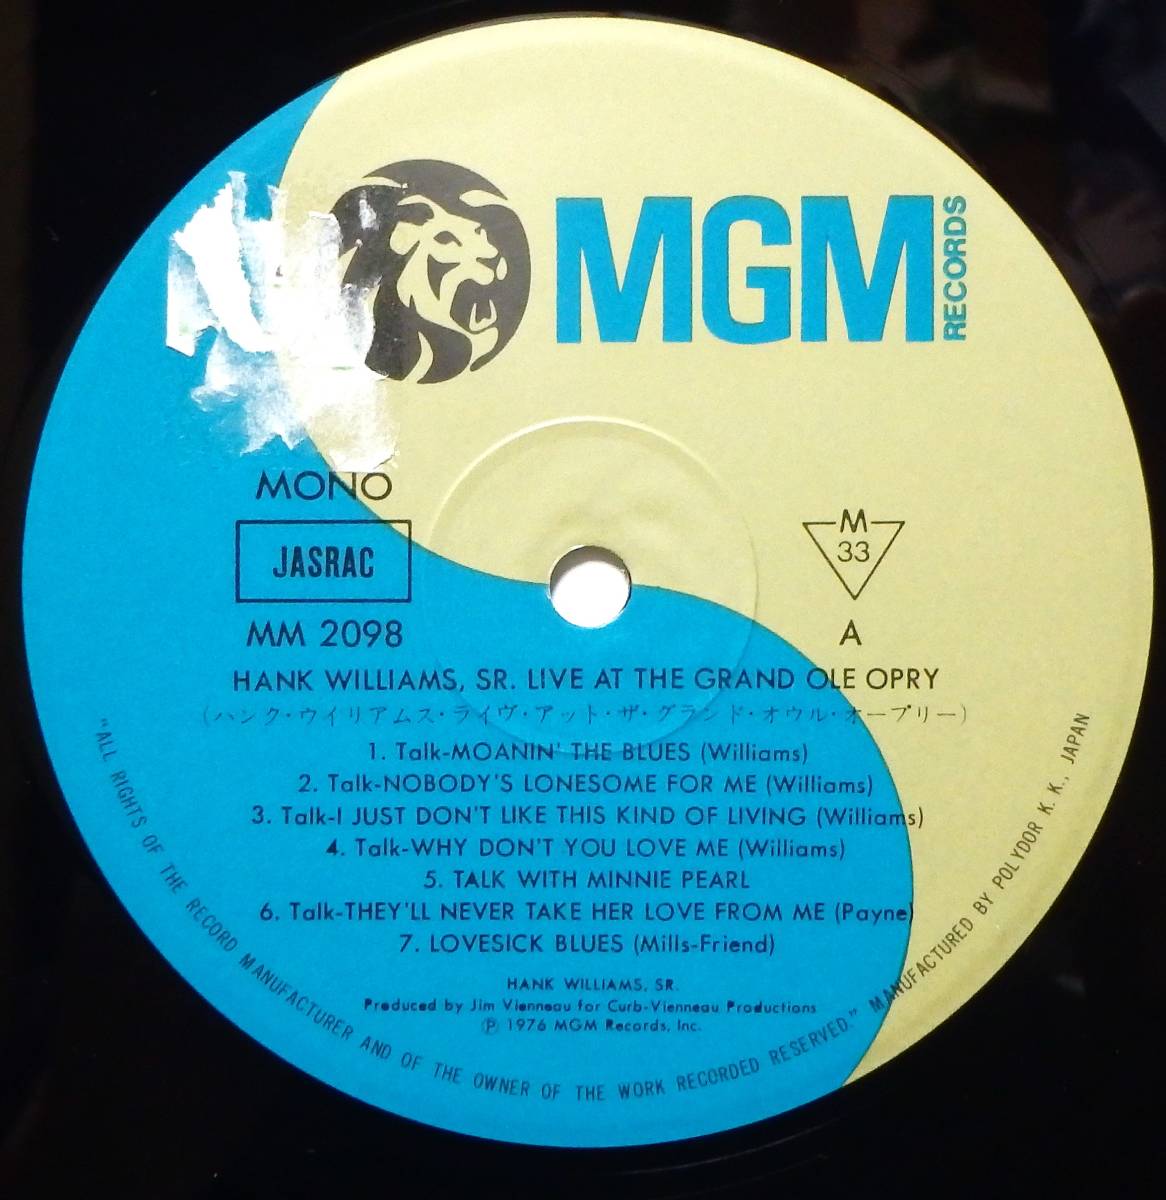 MGM RECORDS
MONO
JASRAC
M
33
MM 2098
A
HANK WILLIAMS, SR. LIVE AT THE GRAND OLE OPRY
(ハンク・ウイリアムス・ライヴ・アット・ザ・グランド・オウル・オープリー)
1. Talk-MOANIN' THE BLUES (Williams)
2. Talk-NOBODY'S LONESOME FOR ME (Williams)
3. Talk-I JUST DON'T LIKE THIS KIND OF LIVING (Williams)
4. Talk-WHY DON'T YOU LOVE ME (Williams)
5. TALK WITH MINNIE PEARL
6. Talk-THEY'LL NEVER TAKE HER LOVE FROM ME (Payne)
7. LOVESICK BLUES (Mills-Friend)
HANK WILLIAMS, SR.
Produced by Jim Vienneau for Curb-Vienneau Productions
Ⓟ 1976 MGM Records, Inc.
"ALL RIGHTS OF THE RECORD MANUFACTURER AND OF THE OWNER OF THE WORK RECORDED RESERVED." MANUFACTURED BY POLYDOR K. K., JAPAN